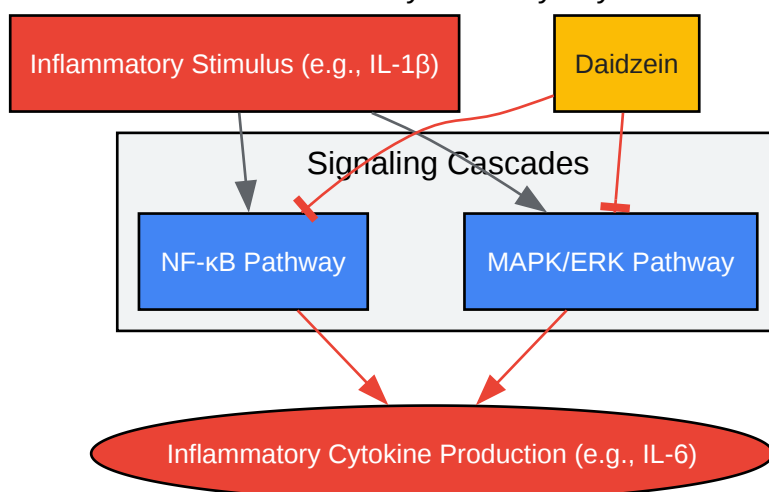 Inflammatory Stimulus (e.g., IL-1β)
Daidzein
Signaling Cascades
NF-κB Pathway
MAPK/ERK Pathway
Inflammatory Cytokine Production (e.g., IL-6)